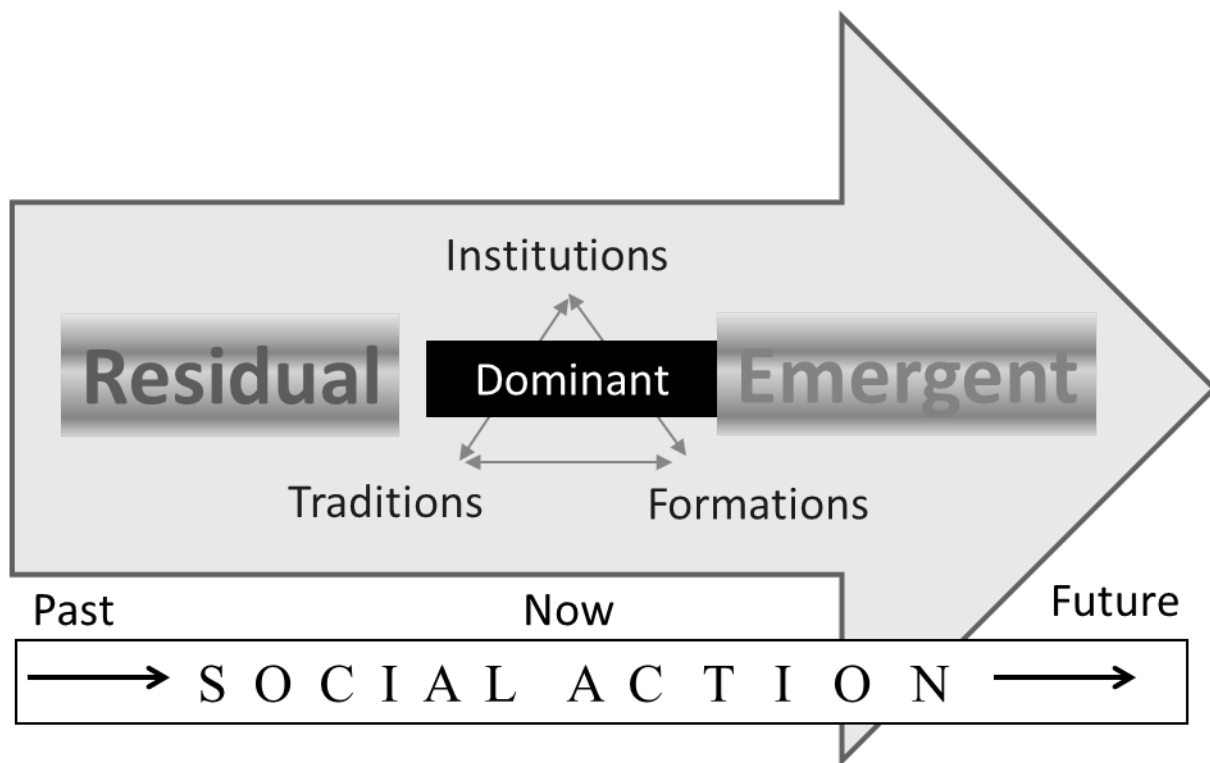 Institutions
Residual
Dominant
Emergent
Traditions
Formations
Past
Now
Future
SOCIAL ACTION